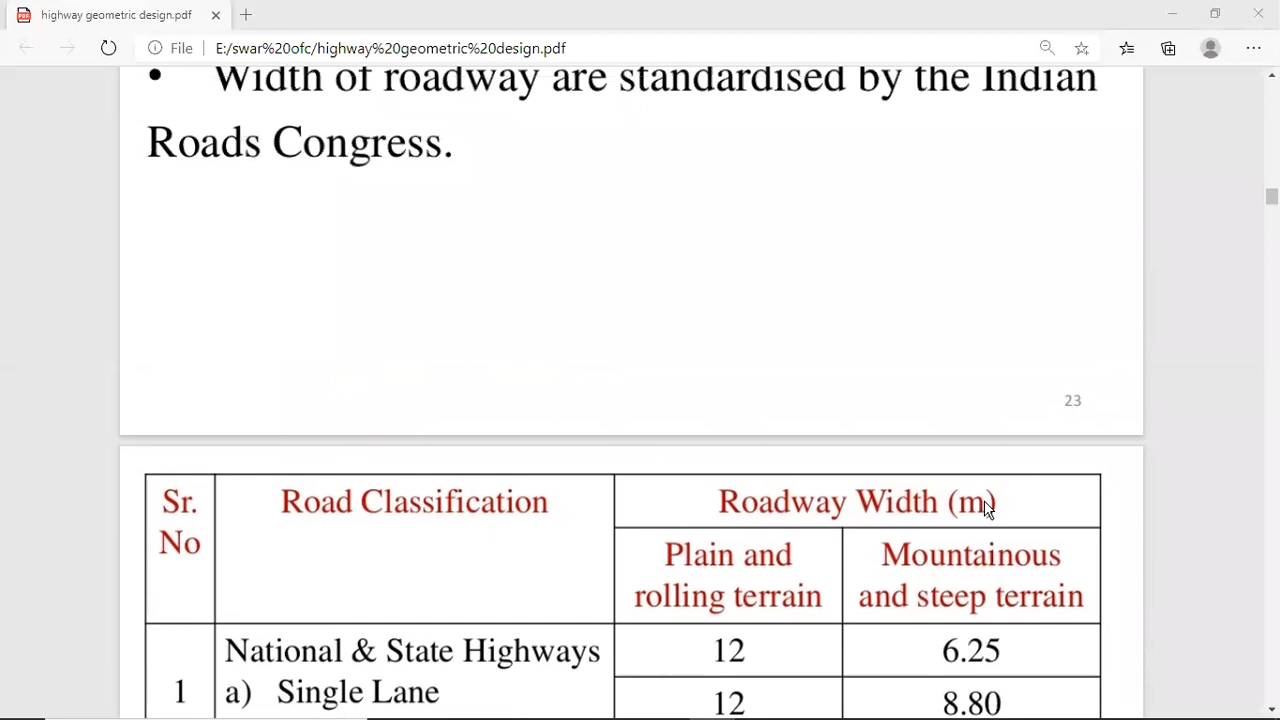 highway geometric design.pdf
File E:/swar%20ofc/highway%20geometric%20design.pdf
• Width of roadway are standardised by the Indian
Roads Congress.
23
Sr. No Road Classification Roadway Width (m)
Plain and rolling terrain Mountainous and steep terrain
1 National & State Highways 12 6.25
a) Single Lane 12 8.80